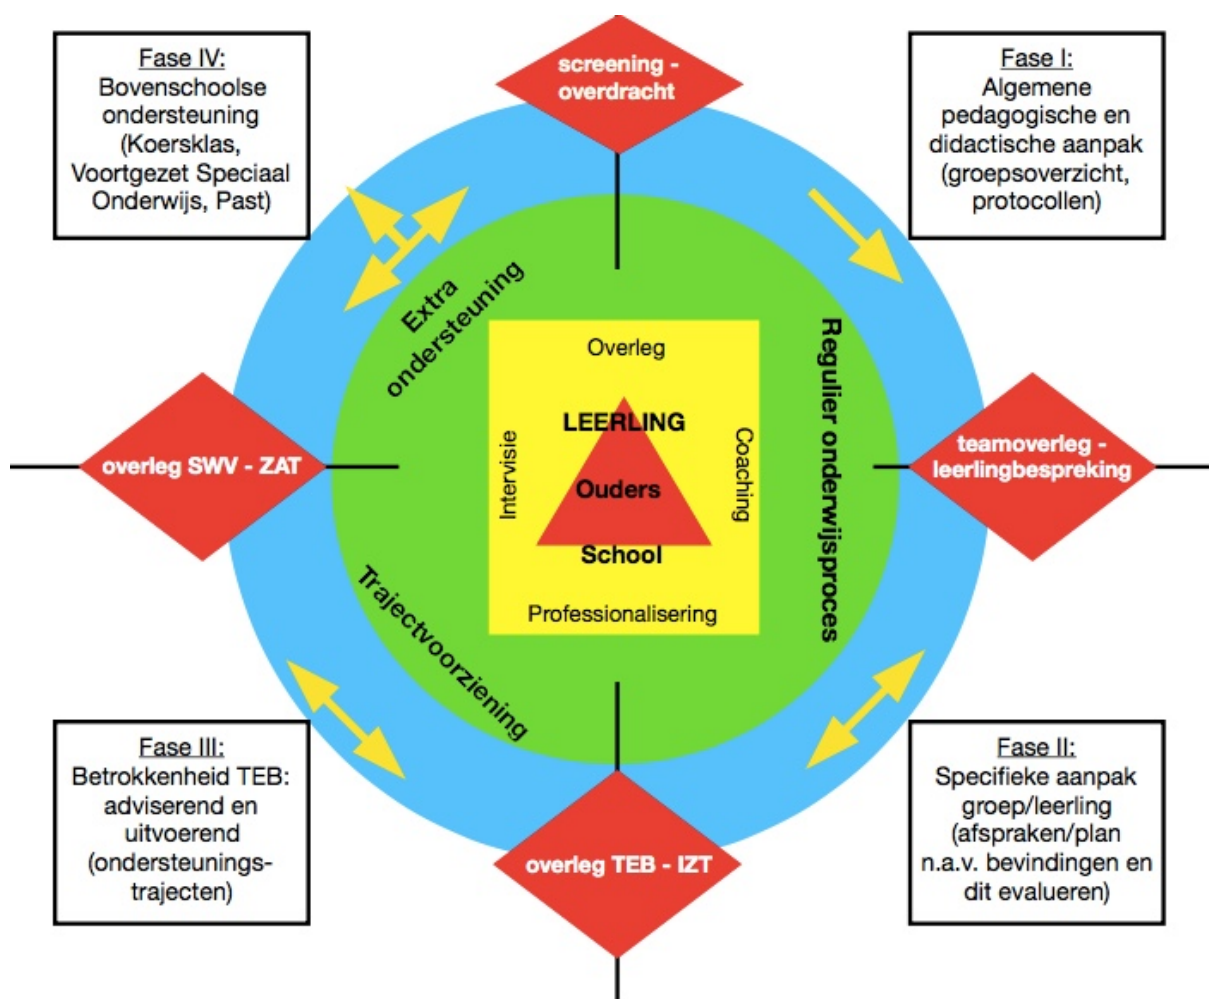 Fase IV:
Bovenschoolse
ondersteuning
(Koersklas,
Voortgezet Speciaal
Onderwijs, Past)
screening -
overdracht
Fase I:
Algemene
pedagogische en
didactische aanpak
(groepsoverzicht,
protocollen)
Extra
ondersteuning
Regulier onderwijsproces
Overleg
Intervisie
LEERLING
Ouders
School
Coaching
Professionalisering
overleg SWV - ZAT
teamoverleg -
leerlingbespreking
Trajectvoorziening
Fase III:
Betrokkenheid TEB:
adviserend en
uitvoerend
(ondersteunings-
trajecten)
overleg TEB - IZT
Fase II:
Specifieke aanpak
groep/leerling
(afspraken/plan
n.a.v. bevindingen en
dit evalueren)